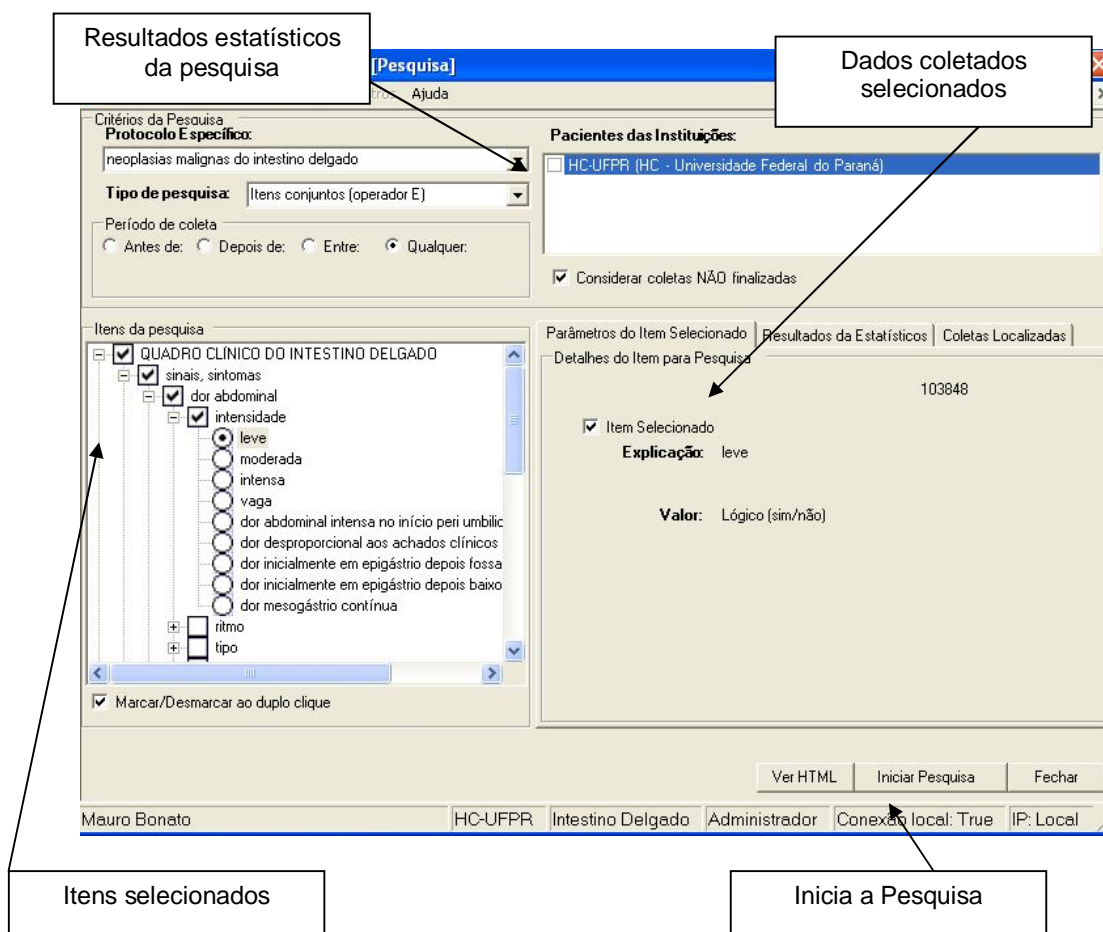 Resultados estatísticos
da pesquisa
Dados coletados
selecionados
[Pesquisa]
Ajuda
Critérios da Pesquisa
Protocolo Específico:
neoplasias malignas do intestino delgado
Tipo de pesquisa: Itens conjuntos (operador E)
Período de coleta
Antes de: Depois de: Entre: Qualquer:
Pacientes das Instituições:
HC-UFPR (HC - Universidade Federal do Paraná)
Considerar coletas NÃO finalizadas
Itens da pesquisa
QUADRO CLÍNICO DO INTESTINO DELGADO
sinais, sintomas
dor abdominal
intensidade
leve
moderada
intensa
vaga
dor abdominal intensa no início peri umbilic
dor desproporcional aos achados clínicos
dor inicialmente em epigástrio depois fossa
dor inicialmente em epigástrio depois baixo
dor mesogástrio contínua
ritmo
tipo
Marcar/Desmarcar ao duplo clique
Parâmetros do Item Selecionado Resultados da Estatísticos Coletas Localizadas
Detalhes do Item para Pesquisa
103848
Item Selecionado
Explicação: leve
Valor: Lógico (sim/não)
Ver HTML Iniciar Pesquisa Fechar
Mauro Bonato HC-UFPR Intestino Delgado Administrador Conexão local: True IP: Local
Itens selecionados
Inicia a Pesquisa